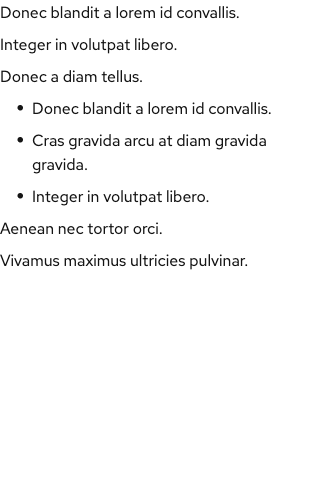 Donec blandit a lorem id convallis.
Integer in volutpat libero.
Donec a diam tellus.
• Donec blandit a lorem id convallis.
• Cras gravida arcu at diam gravida
gravida.
• Integer in volutpat libero.
Aenean nec tortor orci.
Vivamus maximus ultricies pulvinar.